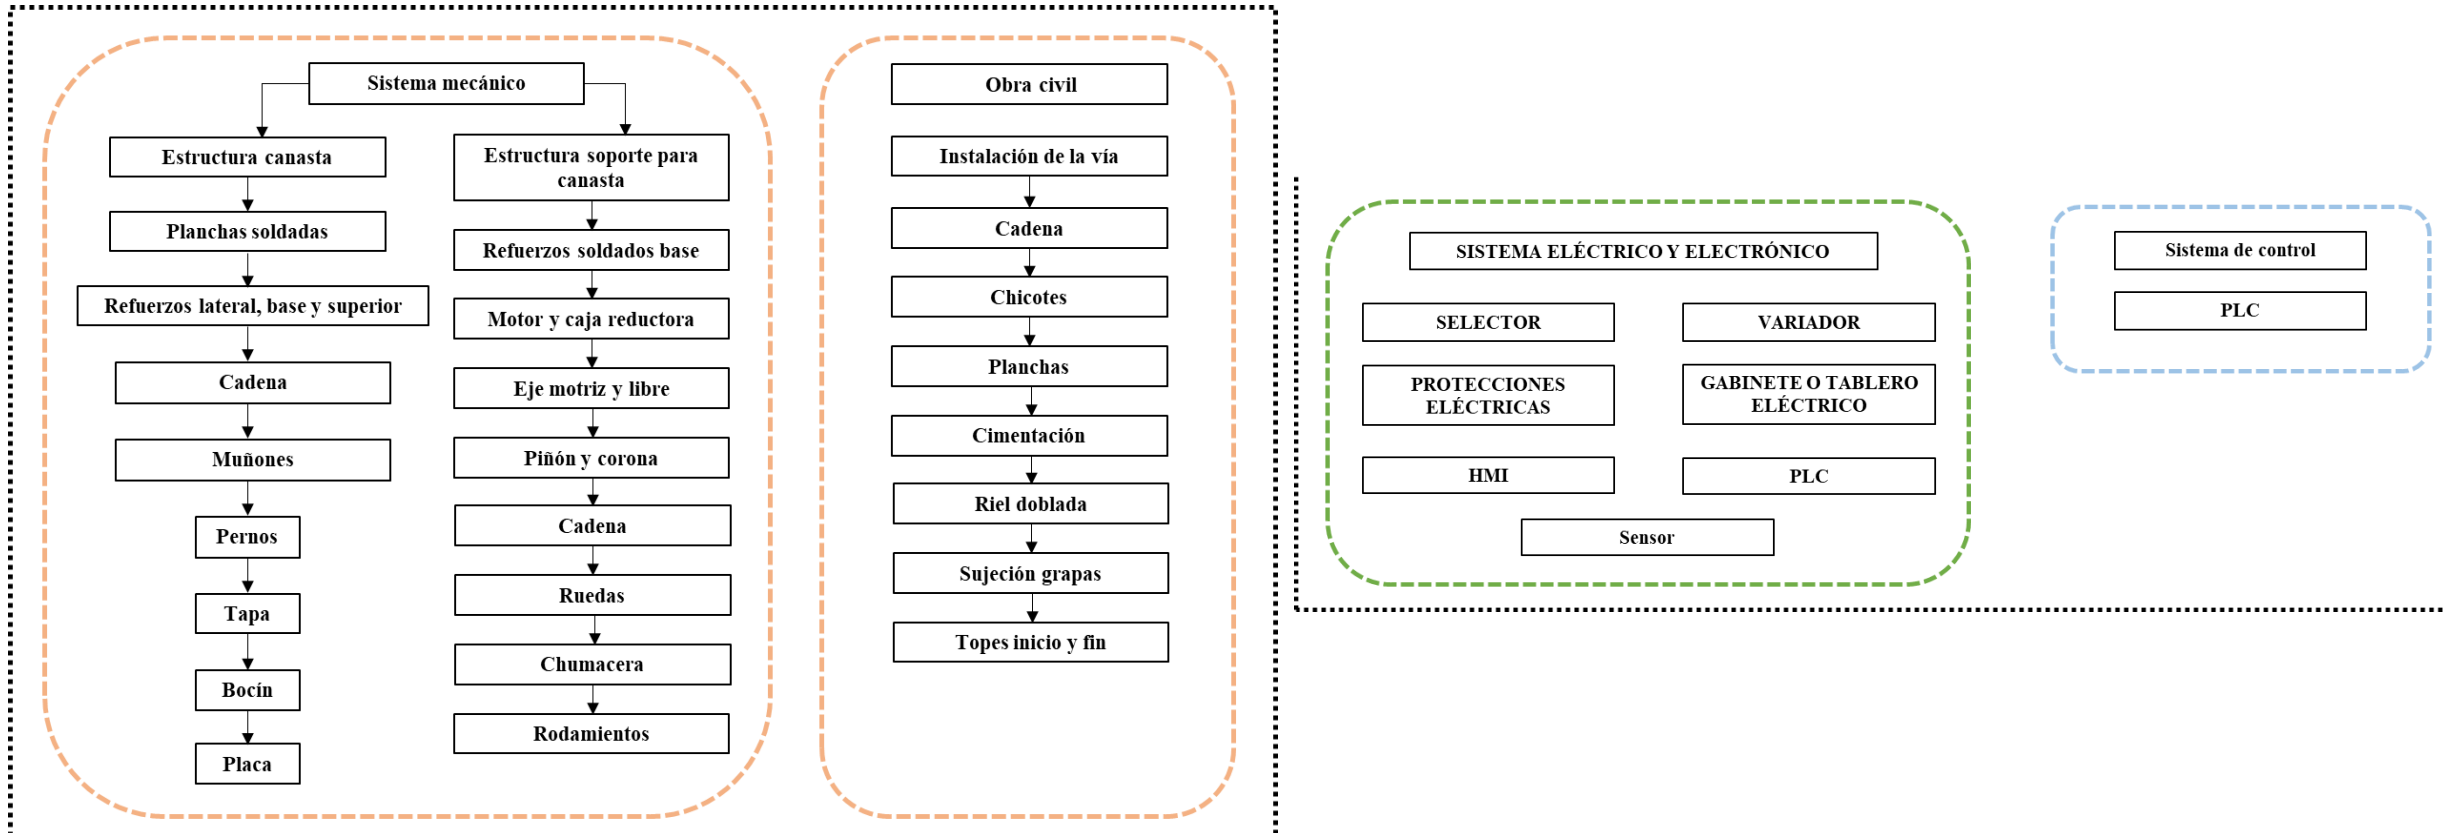 Sistema mecánico
Estructura canasta
Planchas soldadas
Refuerzos lateral, base y superior
Cadena
Muñones
Pernos
Tapa
Bocín
Placa
Estructura soporte para
canasta
Refuerzos soldados base
Motor y caja reductora
Eje motriz y libre
Piñón y corona
Cadena
Ruedas
Chumacera
Rodamientos
Obra civil
Instalación de la vía
Cadena
Chicotes
Planchas
Cimentación
Riel doblada
Sujeción grapas
Topes inicio y fin
SISTEMA ELÉCTRICO Y ELECTRÓNICO
SELECTOR
VARIADOR
PROTECCIONES
ELÉCTRICAS
GABINETE O TABLERO
ELÉCTRICO
HMI
PLC
Sensor
Sistema de control
PLC